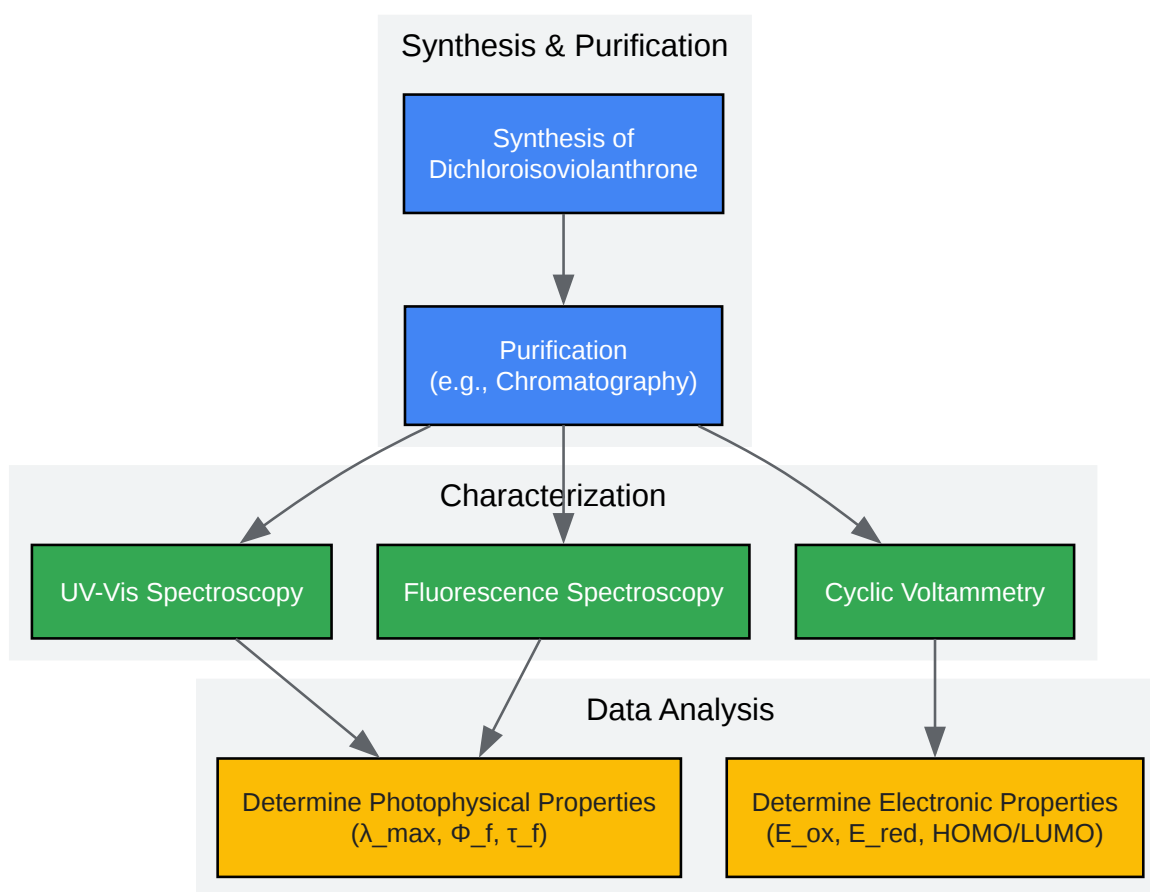 Synthesis & Purification
Synthesis of
Dichloroisoviolanthrone
Purification
(e.g., Chromatography)
Characterization
UV-Vis Spectroscopy
Fluorescence Spectroscopy
Cyclic Voltammetry
Data Analysis
Determine Photophysical Properties
(λ_max, Φ_f, τ_f)
Determine Electronic Properties
(E_ox, E_red, HOMO/LUMO)